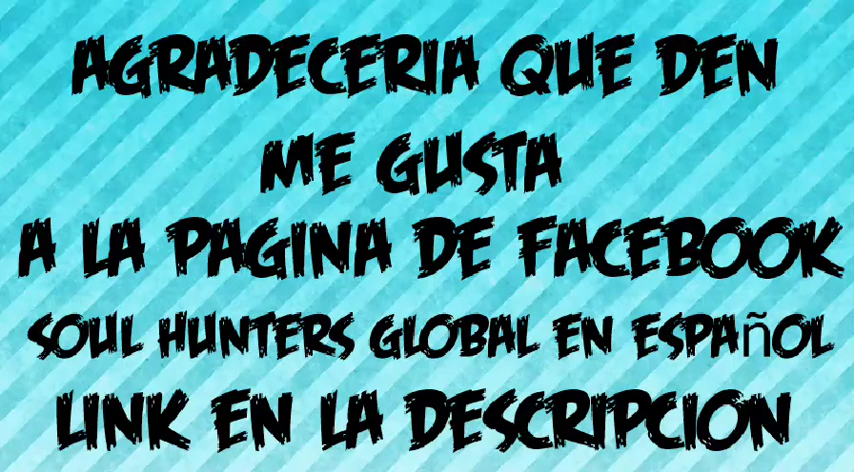 AGRADECERIA QUE DEN
ME GUSTA
A LA PAGINA DE FACEBOOK
SOUL HUNTERS GLOBAL EN ESPAñOL
LINK EN LA DESCRIPCION